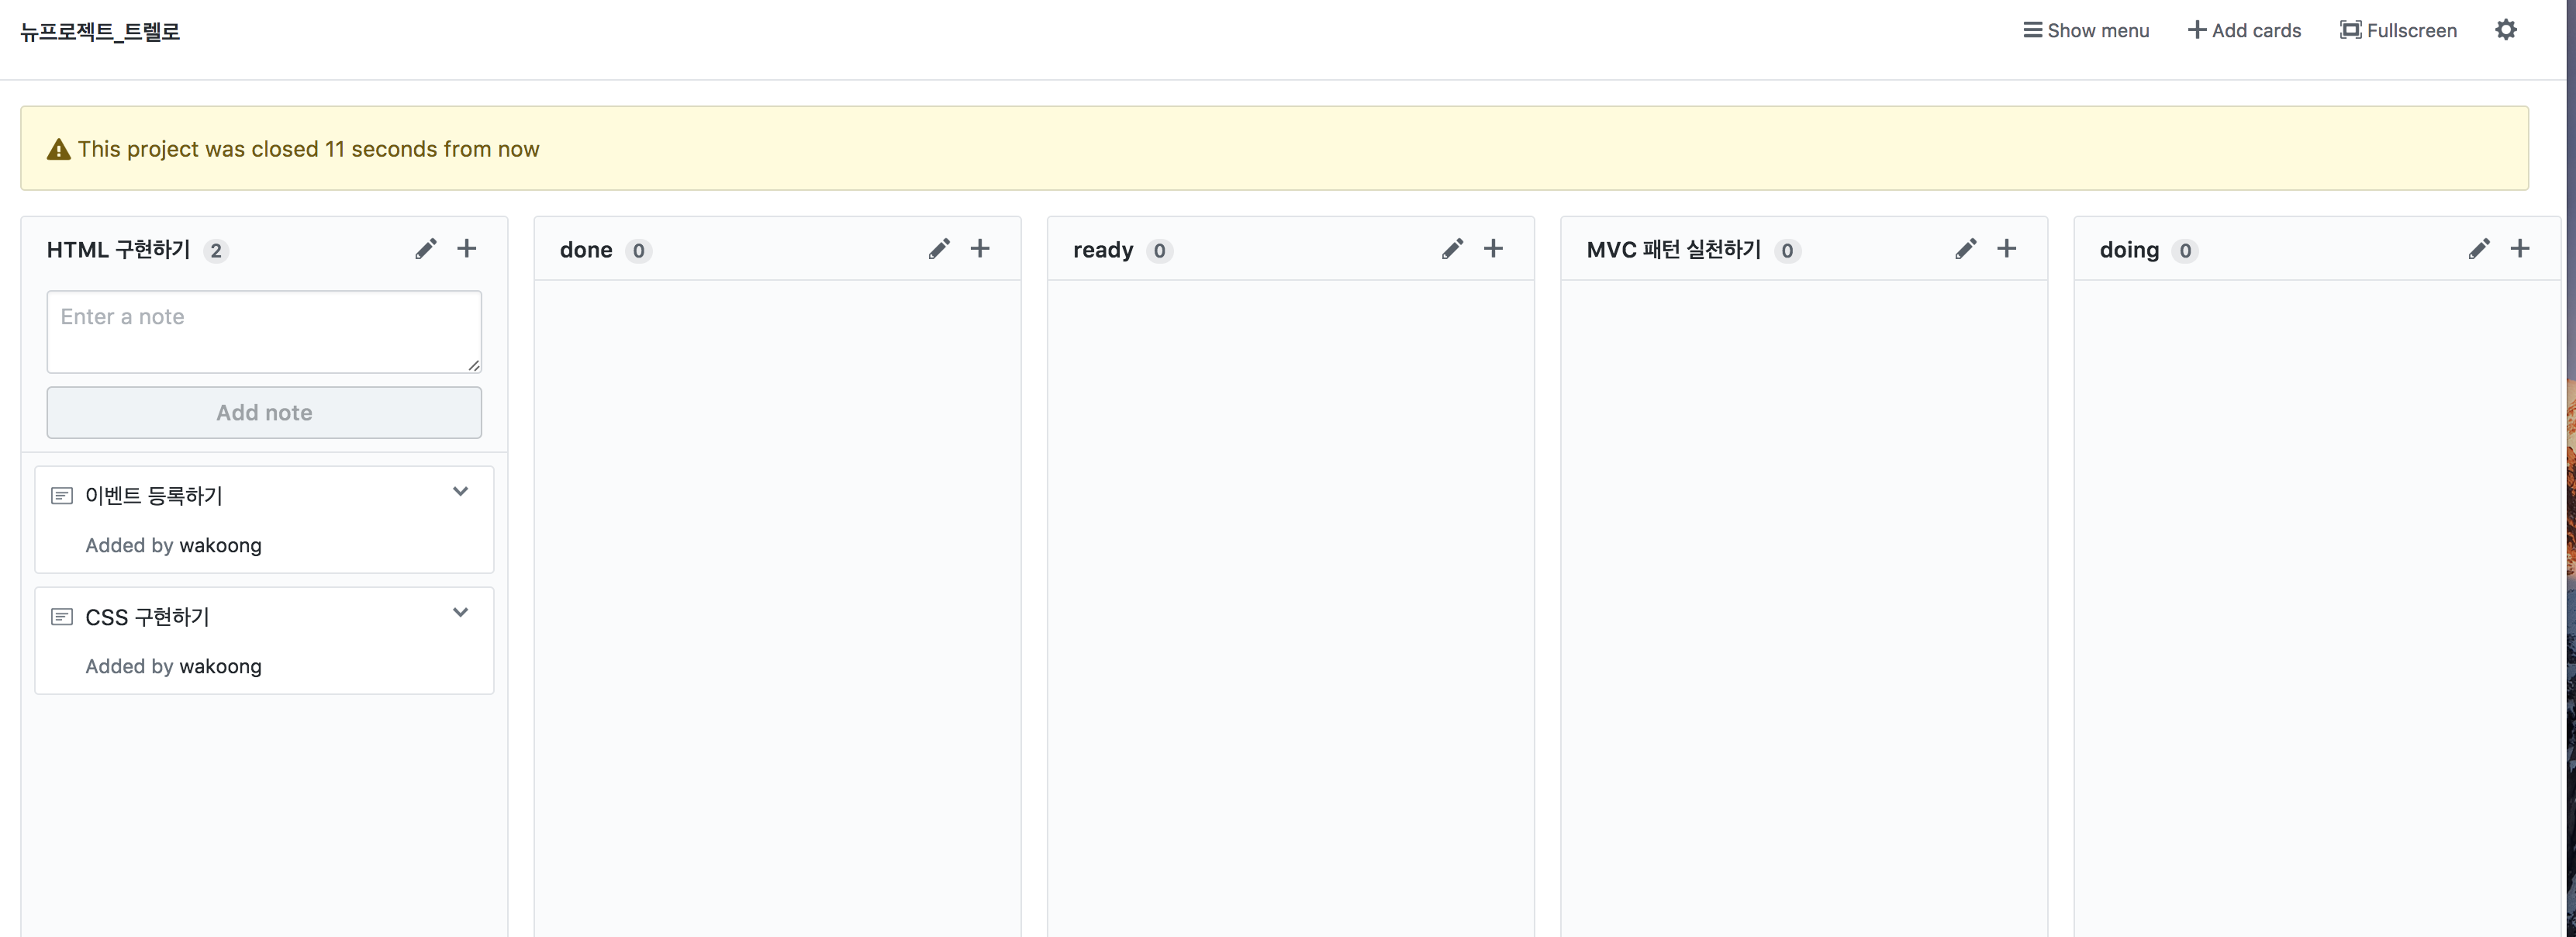 뉴프로젝트_트렐로
Show menu
Add cards
Fullscreen
This project was closed 11 seconds from now
HTML 구현하기 2
Enter a note
Add note
이벤트 등록하기
Added by wakoong
CSS 구현하기
Added by wakoong
done 0
ready 0
MVC 패턴 실천하기 0
doing 0